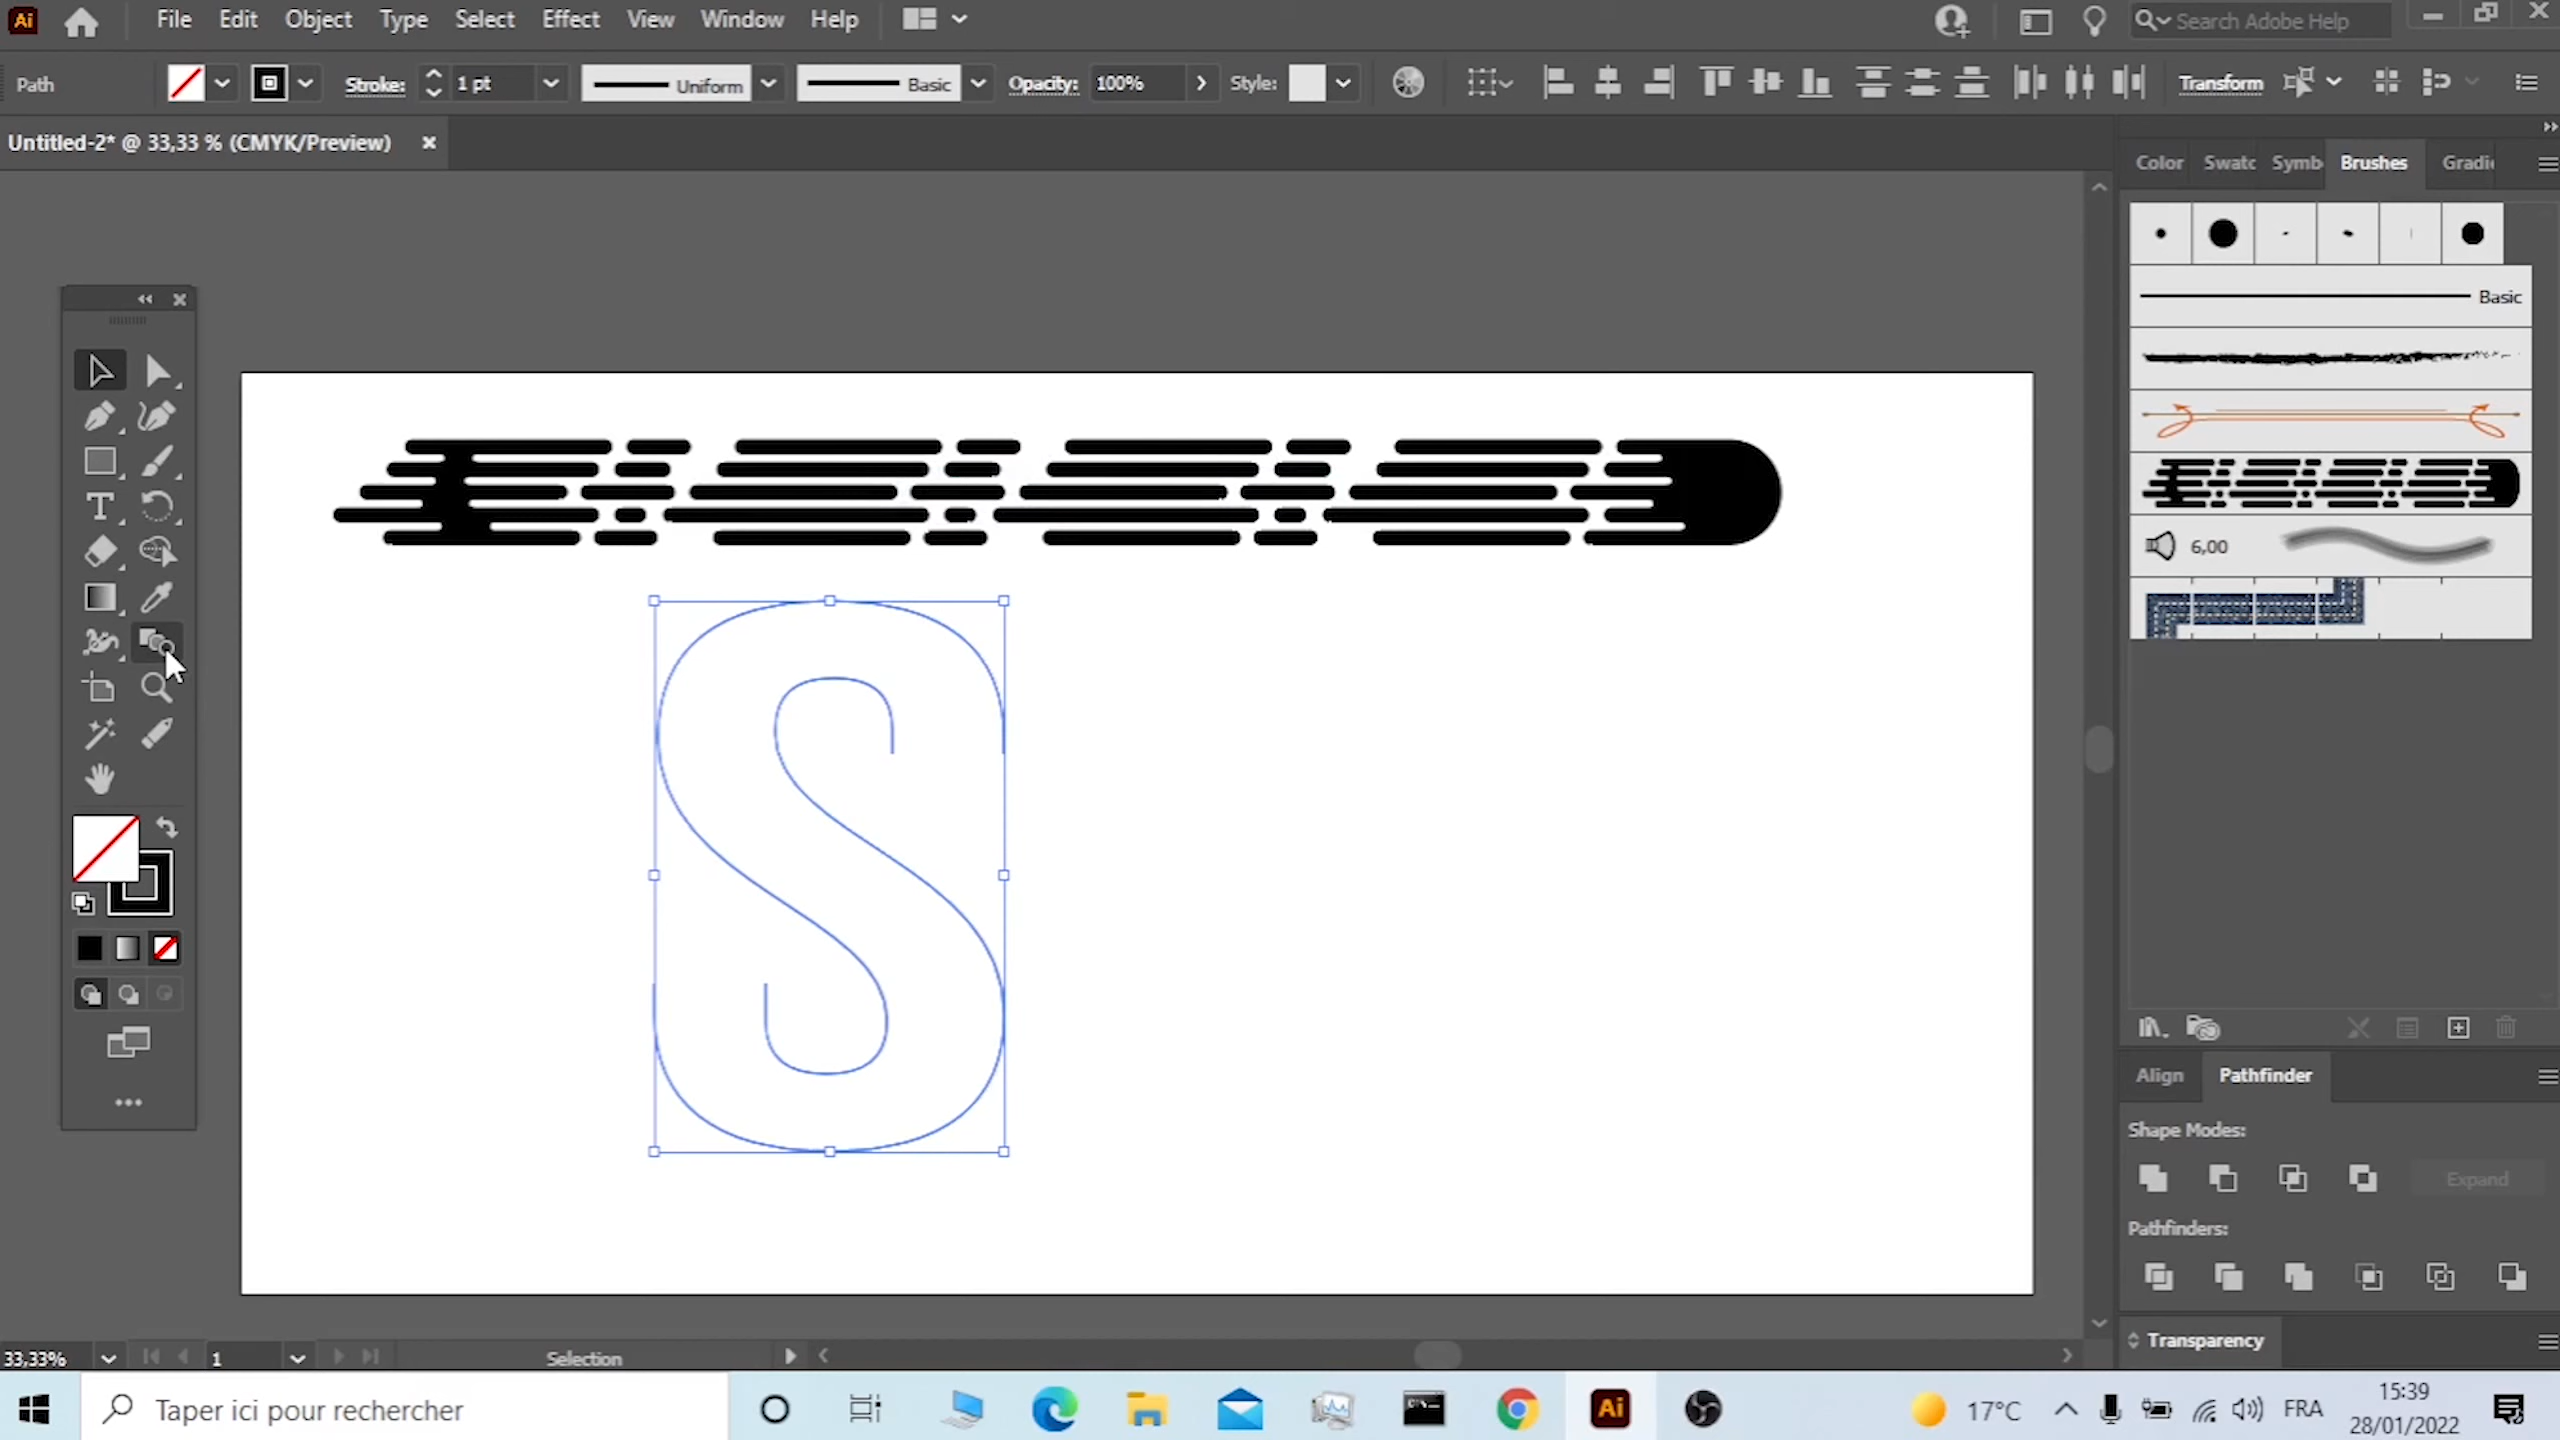 Ai File Edit Object Type Select Effect View Window Help Search Adobe Help
Path Stroke: 1 pt Uniform Basic Opacity: 100% Style: Transform
Untitled-2* @ 33,33 % (CMYK/Preview)
Color Swatc Symb Brushes Gradi
Basic
6,00
S
Align Pathfinder
Shape Modes:
Expand
Pathfinders:
Transparency
33,33% 1 Selection
Taper ici pour rechercher Ai 17°C FRA 15:39
28/01/2022